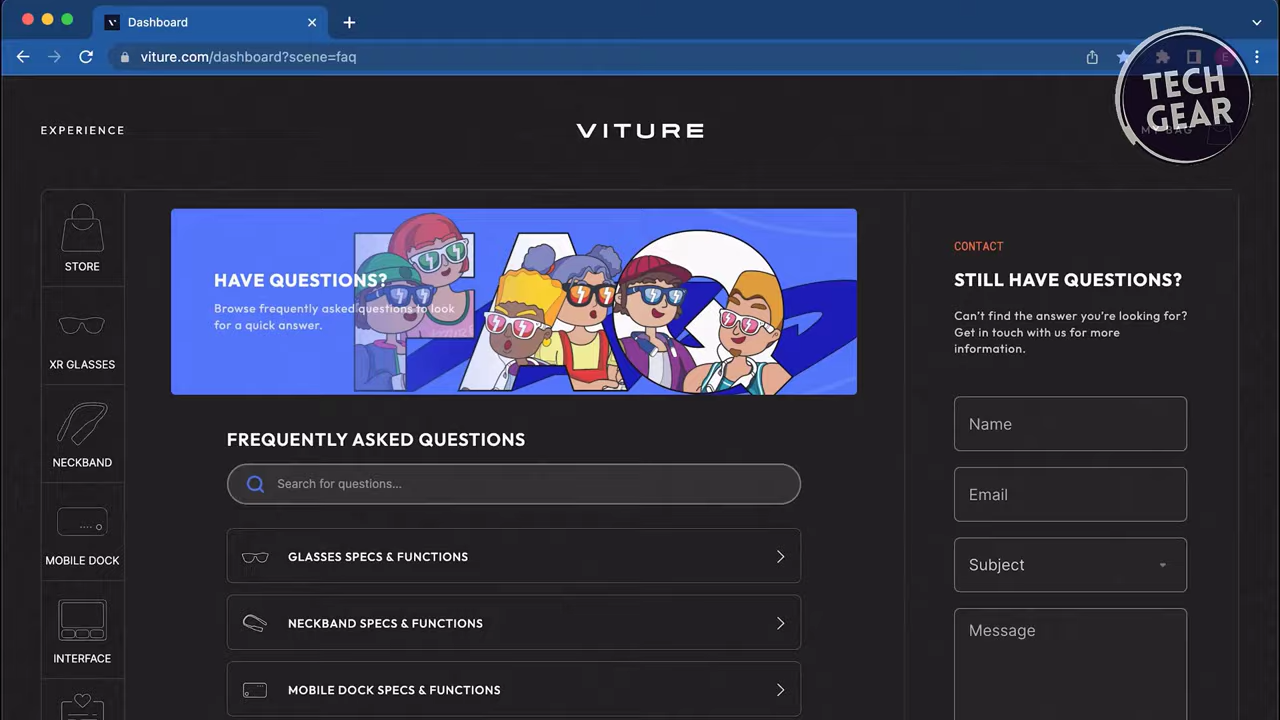 Dashboard
viture.com/dashboard?scene=faq
TECH
GEAR
EXPERIENCE
VITURE
MY BAG
STORE
XR GLASSES
NECKBAND
MOBILE DOCK
INTERFACE
HAVE QUESTIONS?
Browse frequently asked questions to look
for a quick answer.
FAQ
FREQUENTLY ASKED QUESTIONS
Search for questions...
GLASSES SPECS & FUNCTIONS
NECKBAND SPECS & FUNCTIONS
MOBILE DOCK SPECS & FUNCTIONS
CONTACT
STILL HAVE QUESTIONS?
Can't find the answer you're looking for?
Get in touch with us for more
information.
Name
Email
Subject
Message